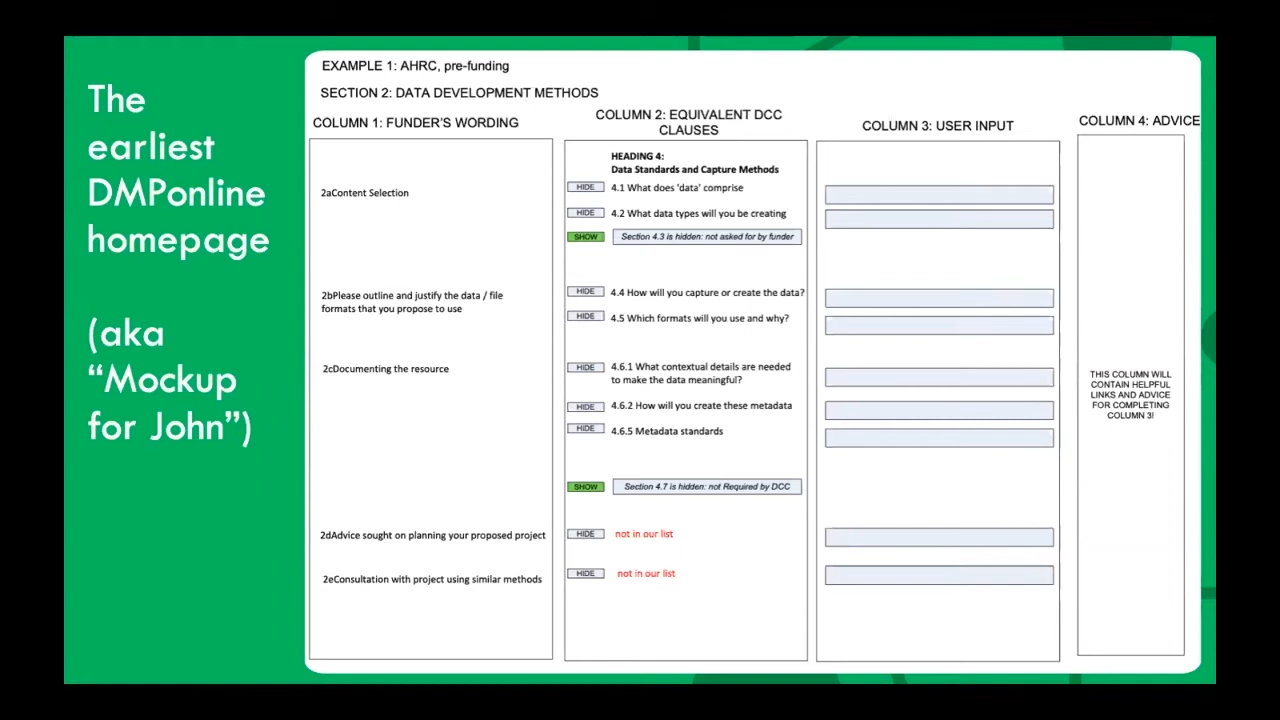 The
earliest
DMPonline
homepage
(aka
“Mockup
for John”)
EXAMPLE 1: AHRC, pre-funding
SECTION 2: DATA DEVELOPMENT METHODS
COLUMN 1: FUNDER’S WORDING
2aContent Selection
2bPlease outline and justify the data / file
formats that you propose to use
2cDocumenting the resource
2dAdvice sought on planning your proposed project
2eConsultation with project using similar methods
COLUMN 2: EQUIVALENT DCC
CLAUSES
HEADING 4:
Data Standards and Capture Methods
HIDE 4.1 What does ‘data’ comprise
HIDE 4.2 What data types will you be creating
SHOW Section 4.3 is hidden: not asked for by funder
HIDE 4.4 How will you capture or create the data?
HIDE 4.5 Which formats will you use and why?
HIDE 4.6.1 What contextual details are needed
to make the data meaningful?
HIDE 4.6.2 How will you create these metadata
HIDE 4.6.5 Metadata standards
SHOW Section 4.7 is hidden: not Required by DCC
HIDE not in our list
HIDE not in our list
COLUMN 3: USER INPUT
COLUMN 4: ADVICE
THIS COLUMN WILL
CONTAIN HELPFUL
LINKS AND ADVICE
FOR COMPLETING
COLUMN 3!